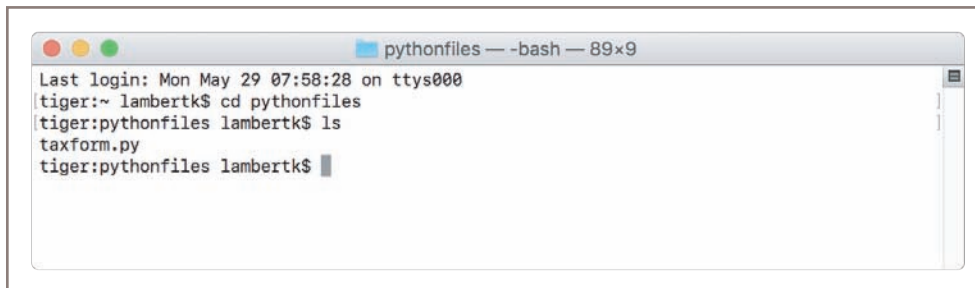 pythonfiles — -bash — 89×9
Last login: Mon May 29 07:58:28 on ttys000
[tiger:~ lambertk$ cd pythonfiles ]
[tiger:pythonfiles lambertk$ ls ]
taxform.py
tiger:pythonfiles lambertk$